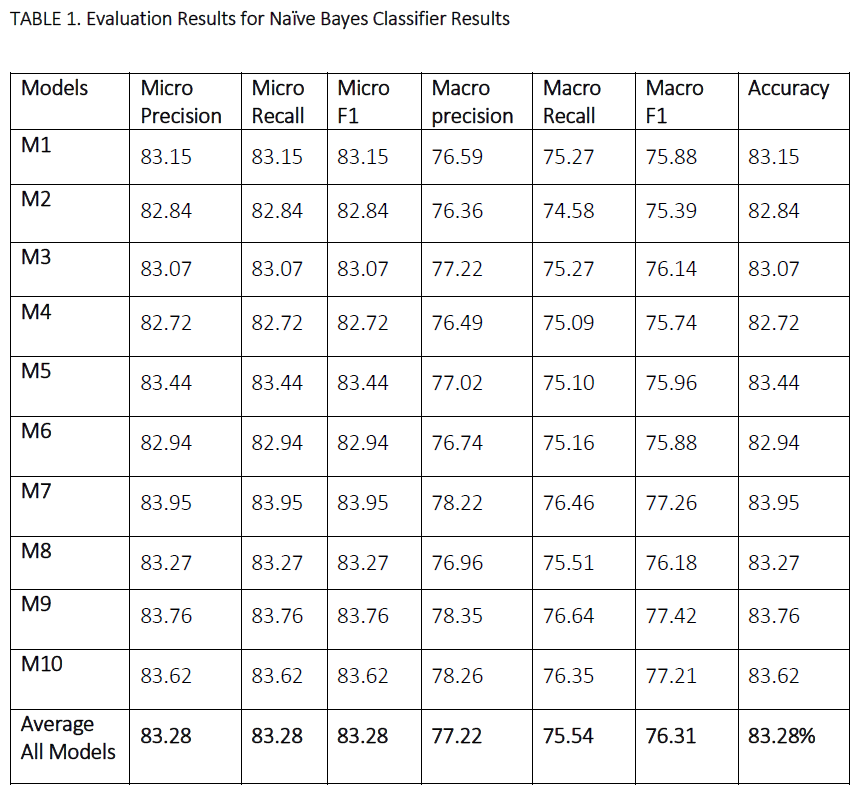 TABLE 1. Evaluation Results for Naïve Bayes Classifier Results
Models Micro Precision Micro Recall Micro F1 Macro precision Macro Recall Macro F1 Accuracy
M1 83.15 83.15 83.15 76.59 75.27 75.88 83.15
M2 82.84 82.84 82.84 76.36 74.58 75.39 82.84
M3 83.07 83.07 83.07 77.22 75.27 76.14 83.07
M4 82.72 82.72 82.72 76.49 75.09 75.74 82.72
M5 83.44 83.44 83.44 77.02 75.10 75.96 83.44
M6 82.94 82.94 82.94 76.74 75.16 75.88 82.94
M7 83.95 83.95 83.95 78.22 76.46 77.26 83.95
M8 83.27 83.27 83.27 76.96 75.51 76.18 83.27
M9 83.76 83.76 83.76 78.35 76.64 77.42 83.76
M10 83.62 83.62 83.62 78.26 76.35 77.21 83.62
Average All Models 83.28 83.28 83.28 77.22 75.54 76.31 83.28%